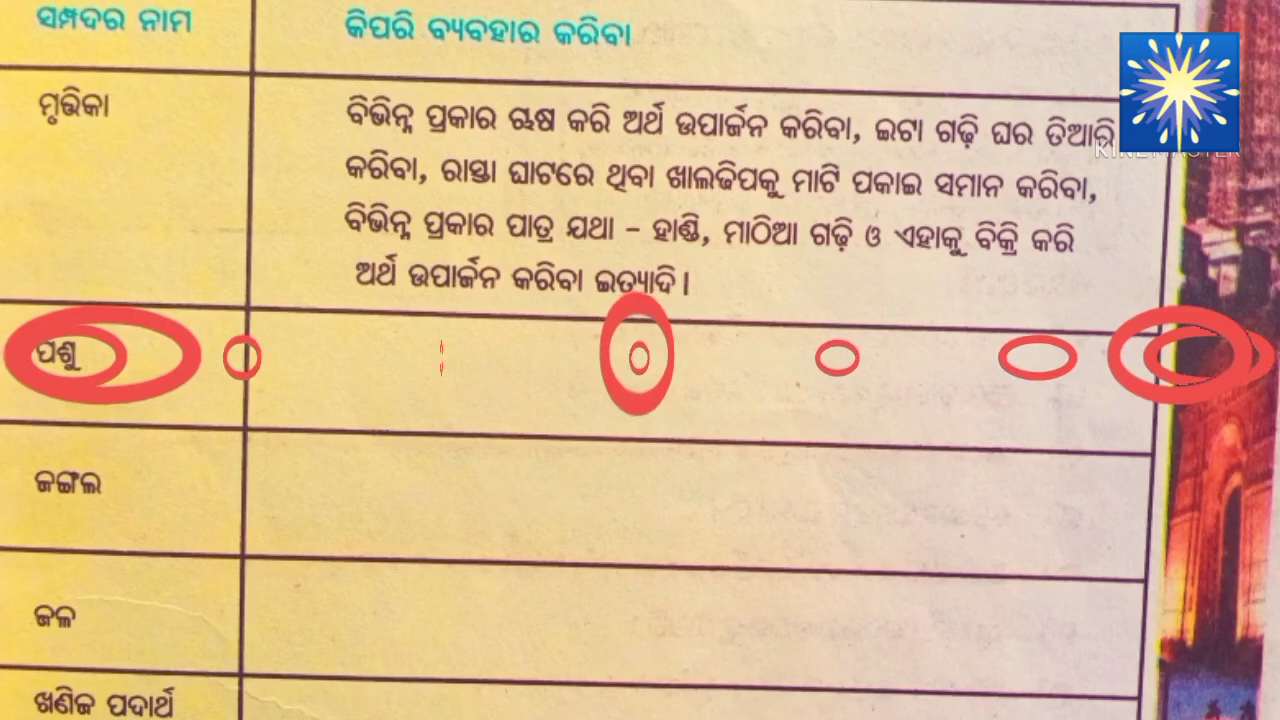 ସମ୍ପଦର ନାମ
କିପରି ବ୍ୟବହାର କରିବା
ମୃତ୍ତିକା
ବିଭିନ୍ନ ପ୍ରକାର ଋଷ କରି ଅର୍ଥ ଉପାର୍ଜନ କରିବା, ଇଟା ଗଢ଼ି ଘର ତିଆରି
କରିବା, ରାସ୍ତା ଘାଟରେ ଥିବା ଖାଲଢିପକୁ ମାଟି ପକାଇ ସମାନ କରିବା,
ବିଭିନ୍ନ ପ୍ରକାର ପାତ୍ର ଯଥା – ହାଣ୍ଡି, ମାଠିଆ ଗଢ଼ି ଓ ଏହାକୁ ବିକ୍ରି କରି
ଅର୍ଥ ଉପାର୍ଜନ କରିବା ଇତ୍ୟାଦି।
ପଶୁ
ଜଙ୍ଗଲ
ଜଳ
ଖଣିଜ ପଦାର୍ଥ
KINEMASTER